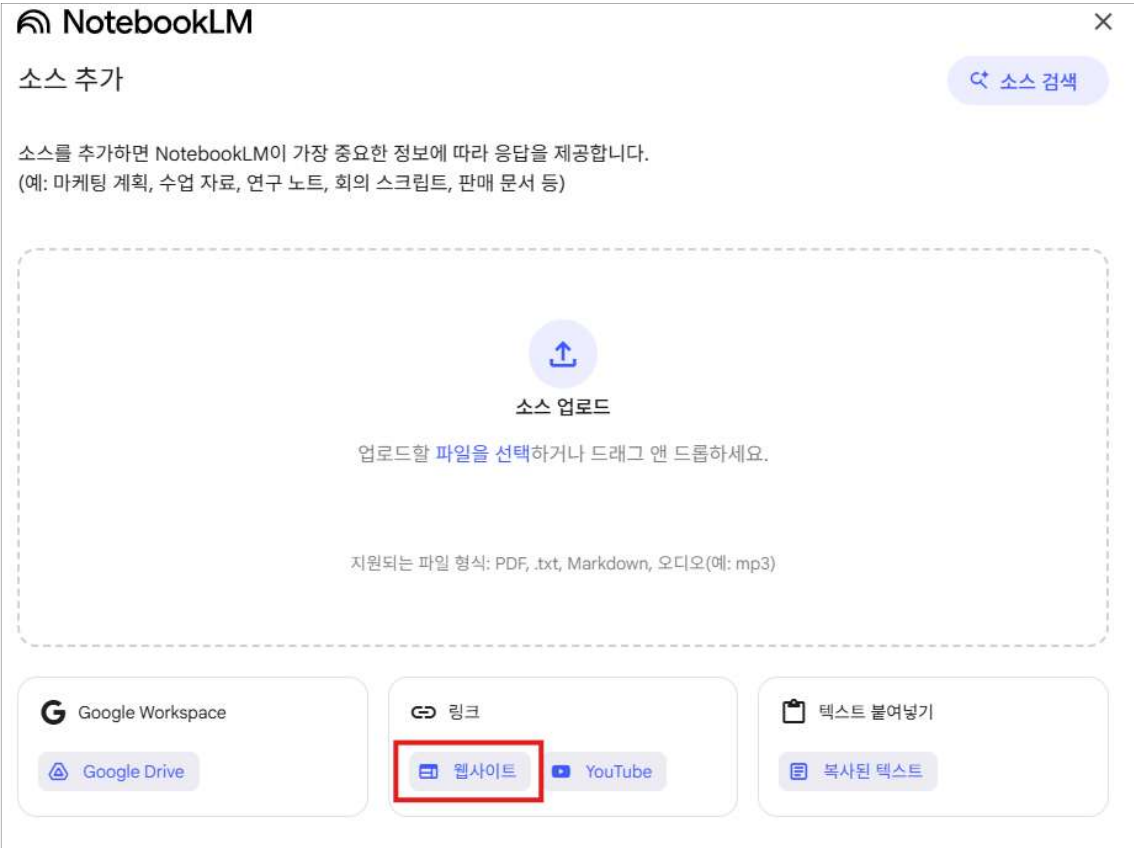 NotebookLM
소스 추가
소스 검색
소스를 추가하면 NotebookLM이 가장 중요한 정보에 따라 응답을 제공합니다.
(예: 마케팅 계획, 수업 자료, 연구 노트, 회의 스크립트, 판매 문서 등)
소스 업로드
업로드할 파일을 선택하거나 드래그 앤 드롭하세요.
지원되는 파일 형식: PDF, .txt, Markdown, 오디오(예: mp3)
Google Workspace
Google Drive
링크
웹사이트
YouTube
텍스트 붙여넣기
복사된 텍스트